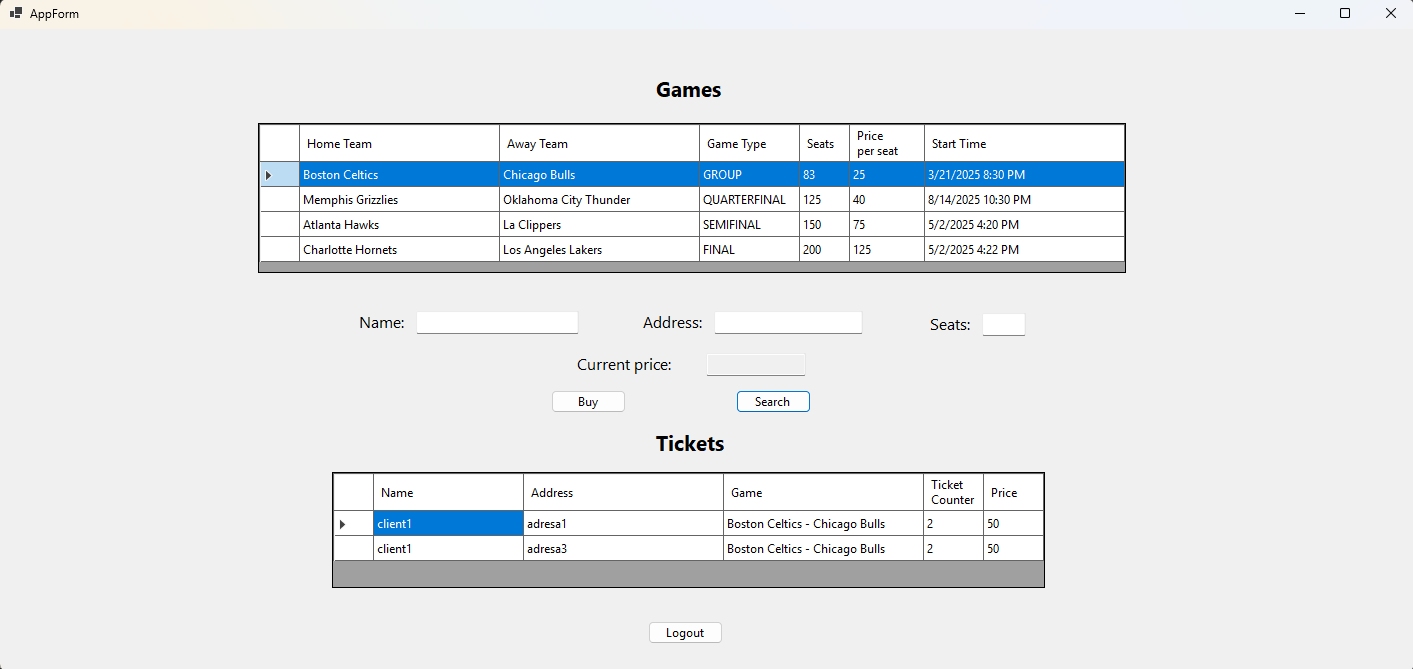 AppForm
Games
Home Team Away Team Game Type Seats Price per seat Start Time
Boston Celtics Chicago Bulls GROUP 83 25 3/21/2025 8:30 PM
Memphis Grizzlies Oklahoma City Thunder QUARTERFINAL 125 40 8/14/2025 10:30 PM
Atlanta Hawks La Clippers SEMIFINAL 150 75 5/2/2025 4:20 PM
Charlotte Hornets Los Angeles Lakers FINAL 200 125 5/2/2025 4:22 PM
Name: Address: Seats:
Current price:
Buy Search
Tickets
Name Address Game Ticket Counter Price
client1 adresa1 Boston Celtics - Chicago Bulls 2 50
client1 adresa3 Boston Celtics - Chicago Bulls 2 50
Logout